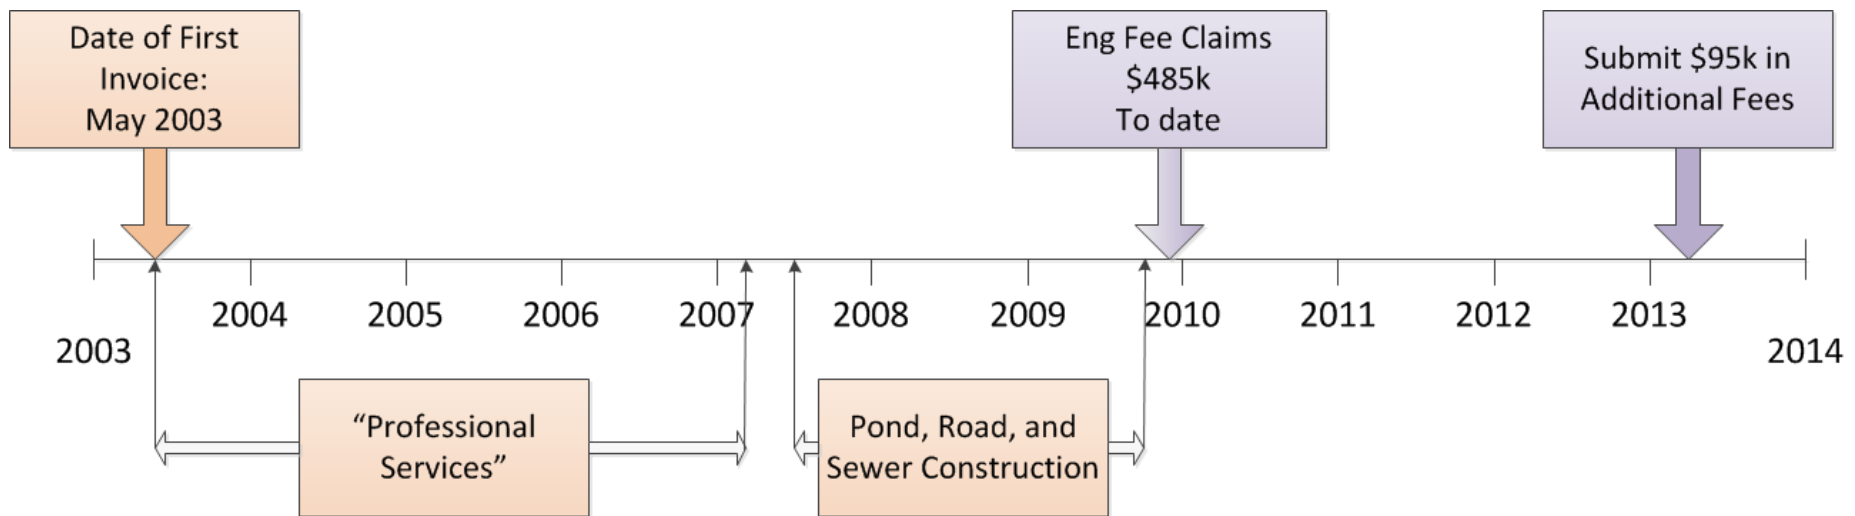 Date of First
Invoice:
May 2003
Eng Fee Claims
$485k
To date
Submit $95k in
Additional Fees
2004
2005
2006
2007
2008
2009
2010
2011
2012
2013
2003
2014
“Professional
Services”
Pond, Road, and
Sewer Construction